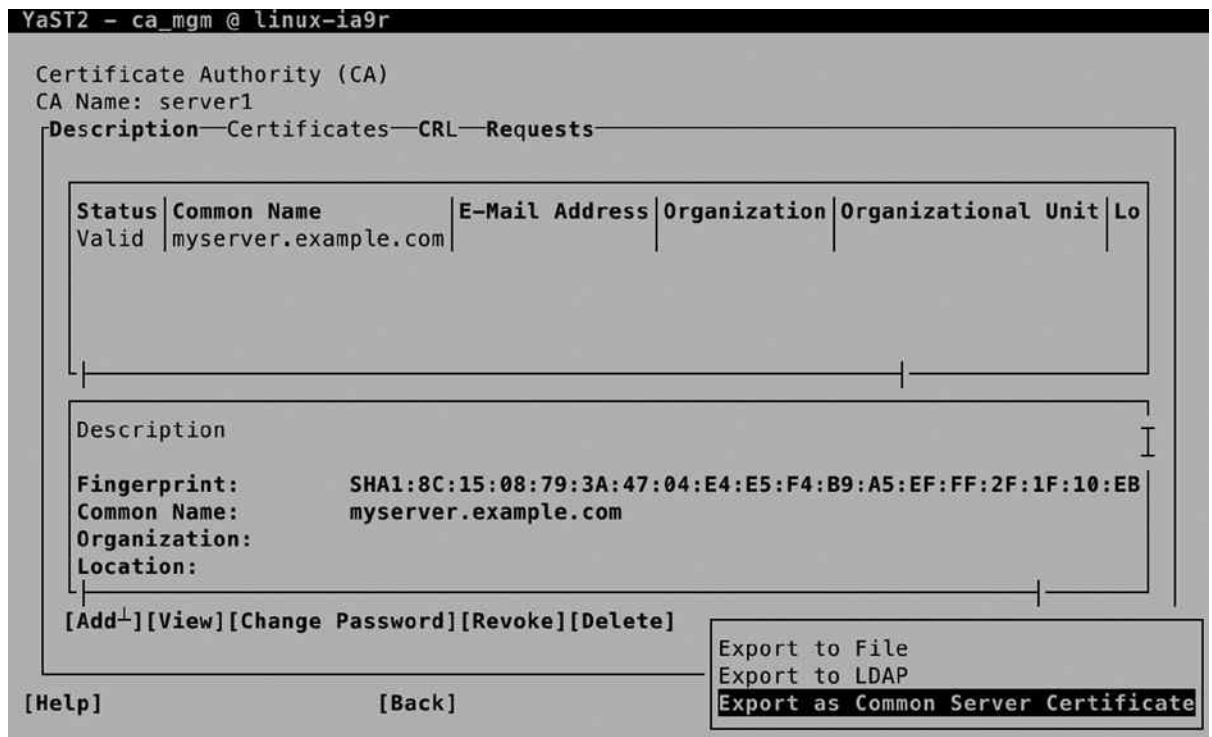 YaST2 - ca_mgm @ linux-ia9r
Certificate Authority (CA)
CA Name: server1
Description Certificates CRL Requests
Status Common Name E-Mail Address Organization Organizational Unit Lo
Valid myserver.example.com
Description
Fingerprint: SHA1:8C:15:08:79:3A:47:04:E4:E5:F4:B9:A5:EF:FF:2F:1F:10:EB
Common Name: myserver.example.com
Organization:
Location:
[Add┴][View][Change Password][Revoke][Delete]
Export to File
Export to LDAP
[Help] [Back] Export as Common Server Certificate